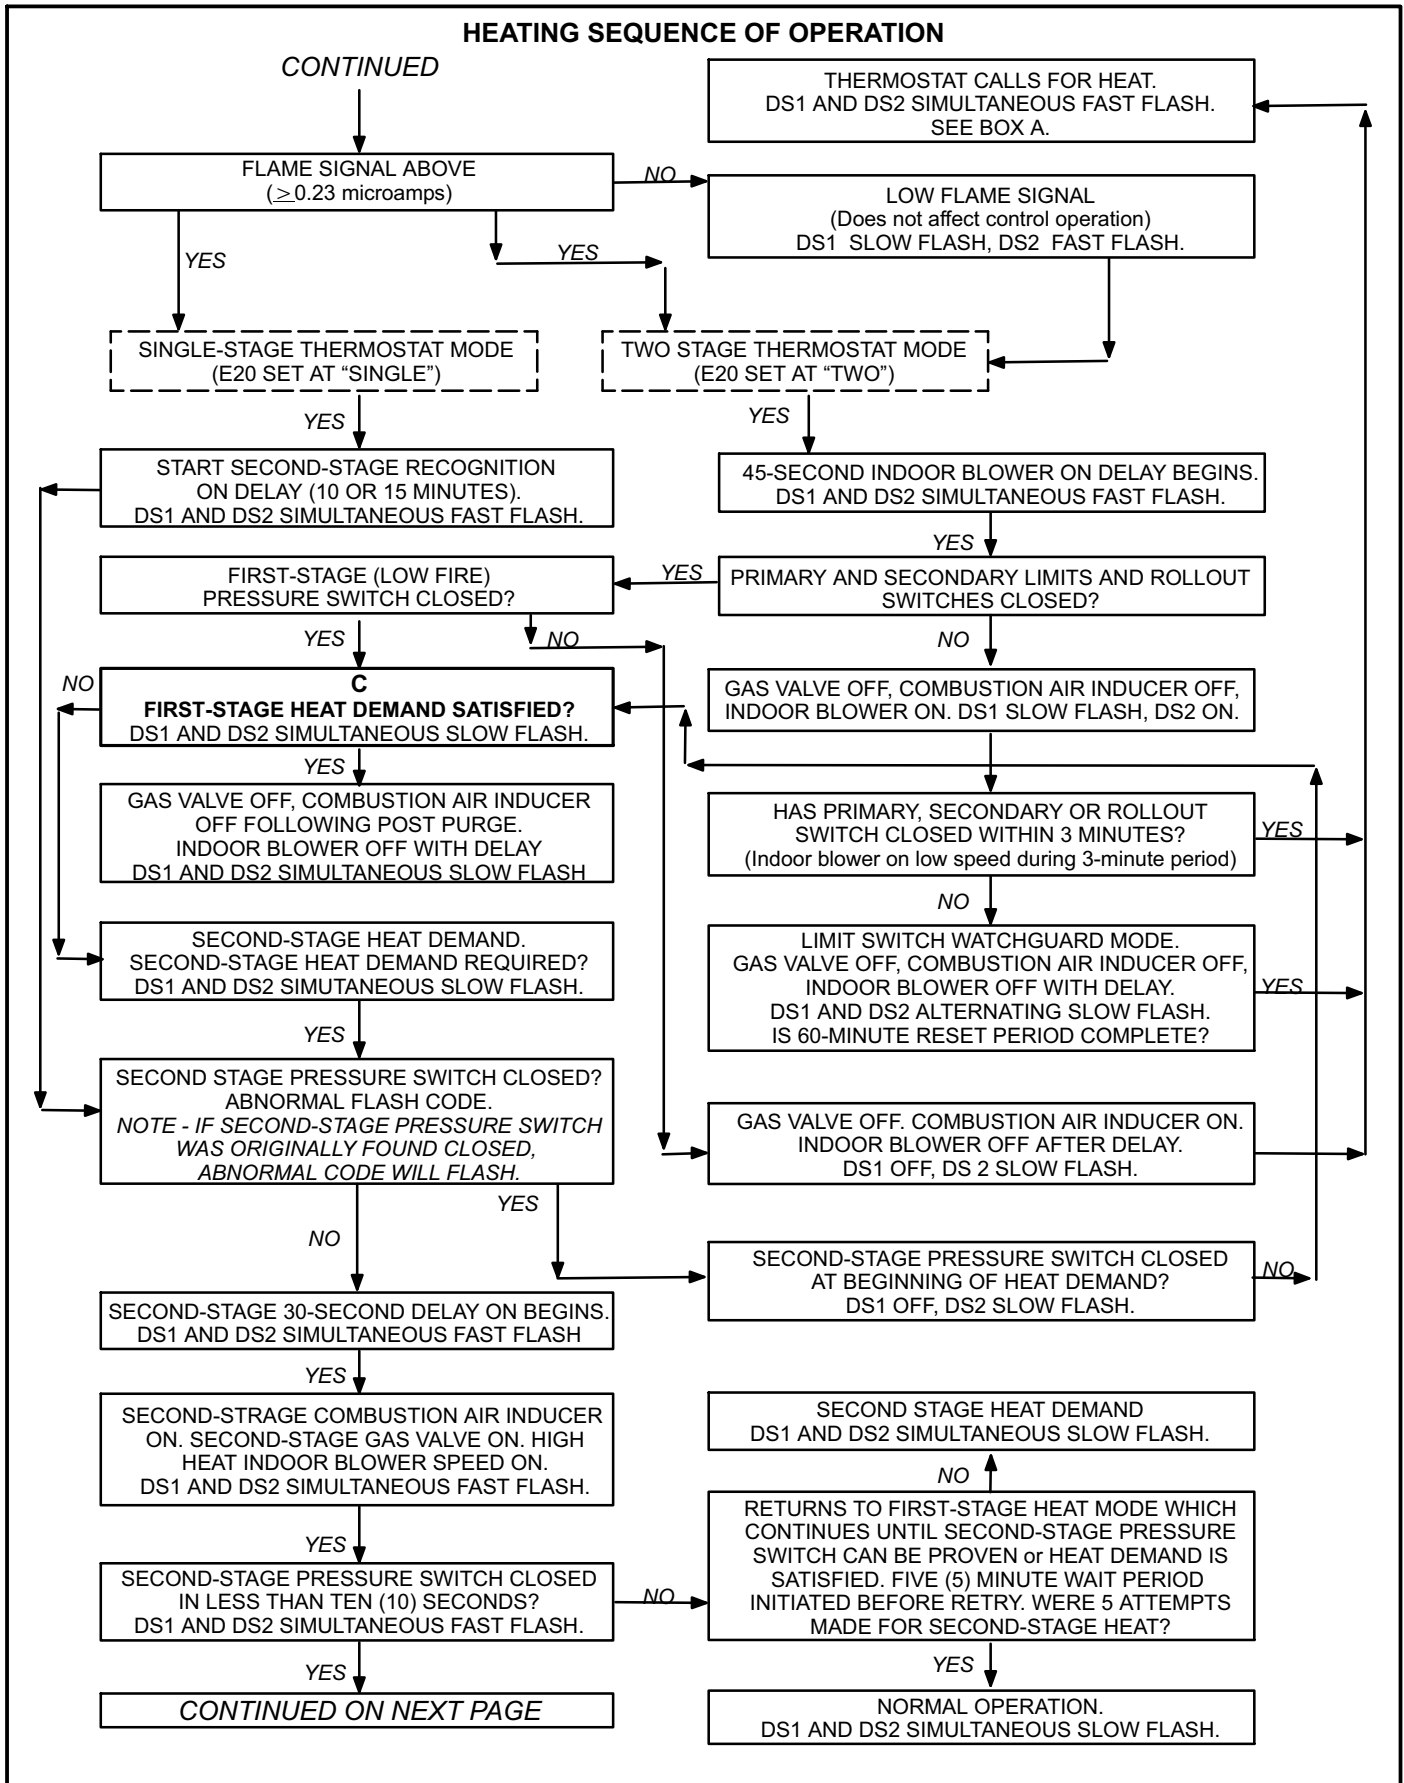 HEATING SEQUENCE OF OPERATION
CONTINUED
THERMOSTAT CALLS FOR HEAT.
DS1 AND DS2 SIMULTANEOUS FAST FLASH.
SEE BOX A.
FLAME SIGNAL ABOVE
(≥0.23 microamps)
NO
LOW FLAME SIGNAL
(Does not affect control operation)
DS1 SLOW FLASH, DS2 FAST FLASH.
YES
YES
SINGLE-STAGE THERMOSTAT MODE
(E20 SET AT “SINGLE”)
TWO STAGE THERMOSTAT MODE
(E20 SET AT “TWO”)
YES
YES
START SECOND-STAGE RECOGNITION
ON DELAY (10 OR 15 MINUTES).
DS1 AND DS2 SIMULTANEOUS FAST FLASH.
45-SECOND INDOOR BLOWER ON DELAY BEGINS.
DS1 AND DS2 SIMULTANEOUS FAST FLASH.
YES
FIRST-STAGE (LOW FIRE)
PRESSURE SWITCH CLOSED?
YES
PRIMARY AND SECONDARY LIMITS AND ROLLOUT
SWITCHES CLOSED?
YES
NO
NO
NO
C
FIRST-STAGE HEAT DEMAND SATISFIED?
DS1 AND DS2 SIMULTANEOUS SLOW FLASH.
GAS VALVE OFF, COMBUSTION AIR INDUCER OFF,
INDOOR BLOWER ON. DS1 SLOW FLASH, DS2 ON.
YES
GAS VALVE OFF, COMBUSTION AIR INDUCER
OFF FOLLOWING POST PURGE.
INDOOR BLOWER OFF WITH DELAY
DS1 AND DS2 SIMULTANEOUS SLOW FLASH
HAS PRIMARY, SECONDARY OR ROLLOUT
SWITCH CLOSED WITHIN 3 MINUTES?
(Indoor blower on low speed during 3-minute period)
YES
NO
SECOND-STAGE HEAT DEMAND.
SECOND-STAGE HEAT DEMAND REQUIRED?
DS1 AND DS2 SIMUTANEOUS SLOW FLASH.
LIMIT SWITCH WATCHGUARD MODE.
GAS VALVE OFF, COMBUSTION AIR INDUCER OFF,
INDOOR BLOWER OFF WITH DELAY.
DS1 AND DS2 ALTERNATING SLOW FLASH.
IS 60-MINUTE RESET PERIOD COMPLETE?
YES
YES
SECOND STAGE PRESSURE SWITCH CLOSED?
ABNORMAL FLASH CODE.
NOTE - IF SECOND-STAGE PRESSURE SWITCH
WAS ORIGINALLY FOUND CLOSED,
ABNORMAL CODE WILL FLASH.
GAS VALVE OFF. COMBUSTION AIR INDUCER ON.
INDOOR BLOWER OFF AFTER DELAY.
DS1 OFF, DS 2 SLOW FLASH.
YES
NO
SECOND-STAGE PRESSURE SWITCH CLOSED
AT BEGINNING OF HEAT DEMAND?
DS1 OFF, DS2 SLOW FLASH.
NO
SECOND-STAGE 30-SECOND DELAY ON BEGINS.
DS1 AND DS2 SIMULTANEOUS FAST FLASH
YES
SECOND-STRAGE COMBUSTION AIR INDUCER
ON. SECOND-STAGE GAS VALVE ON. HIGH
HEAT INDOOR BLOWER SPEED ON.
DS1 AND DS2 SIMULTANEOUS FAST FLASH.
SECOND STAGE HEAT DEMAND
DS1 AND DS2 SIMULTANEOUS SLOW FLASH.
NO
YES
RETURNS TO FIRST-STAGE HEAT MODE WHICH
CONTINUES UNTIL SECOND-STAGE PRESSURE
SWITCH CAN BE PROVEN or HEAT DEMAND IS
SATISFIED. FIVE (5) MINUTE WAIT PERIOD
INITIATED BEFORE RETRY. WERE 5 ATTEMPTS
MADE FOR SECOND-STAGE HEAT?
SECOND-STAGE PRESSURE SWITCH CLOSED
IN LESS THAN TEN (10) SECONDS?
DS1 AND DS2 SIMULTANEOUS FAST FLASH.
NO
YES
YES
CONTINUED ON NEXT PAGE
NORMAL OPERATION.
DS1 AND DS2 SIMULTANEOUS SLOW FLASH.